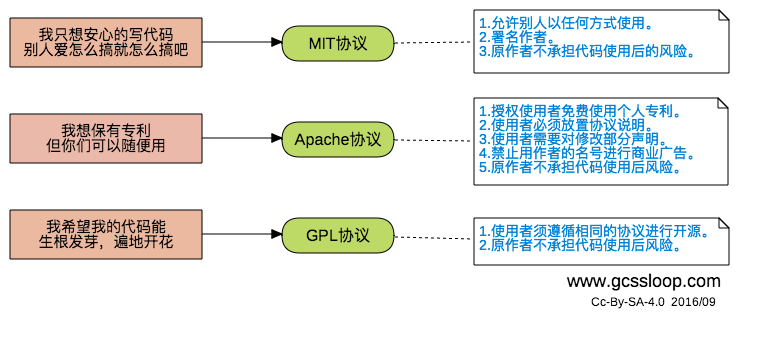 我只想安心的写代码
别人爱怎么搞就怎么搞吧
MIT协议
1.允许别人以任何方式使用。
2.署名作者。
3.原作者不承担代码使用后的风险。
我想保有专利
但你们可以随便用
Apache协议
1.授权使用者免费使用个人专利。
2.使用者必须放置协议说明。
3.使用者需要对修改部分声明。
4.禁止用作者的名号进行商业广告。
5.原作者不承担代码使用后风险。
我希望我的代码能
生根发芽，遍地开花
GPL协议
1.使用者须遵循相同的协议进行开源。
2.原作者不承担代码使用后风险。
www.gcssloop.com
Cc-By-SA-4.0 2016/09